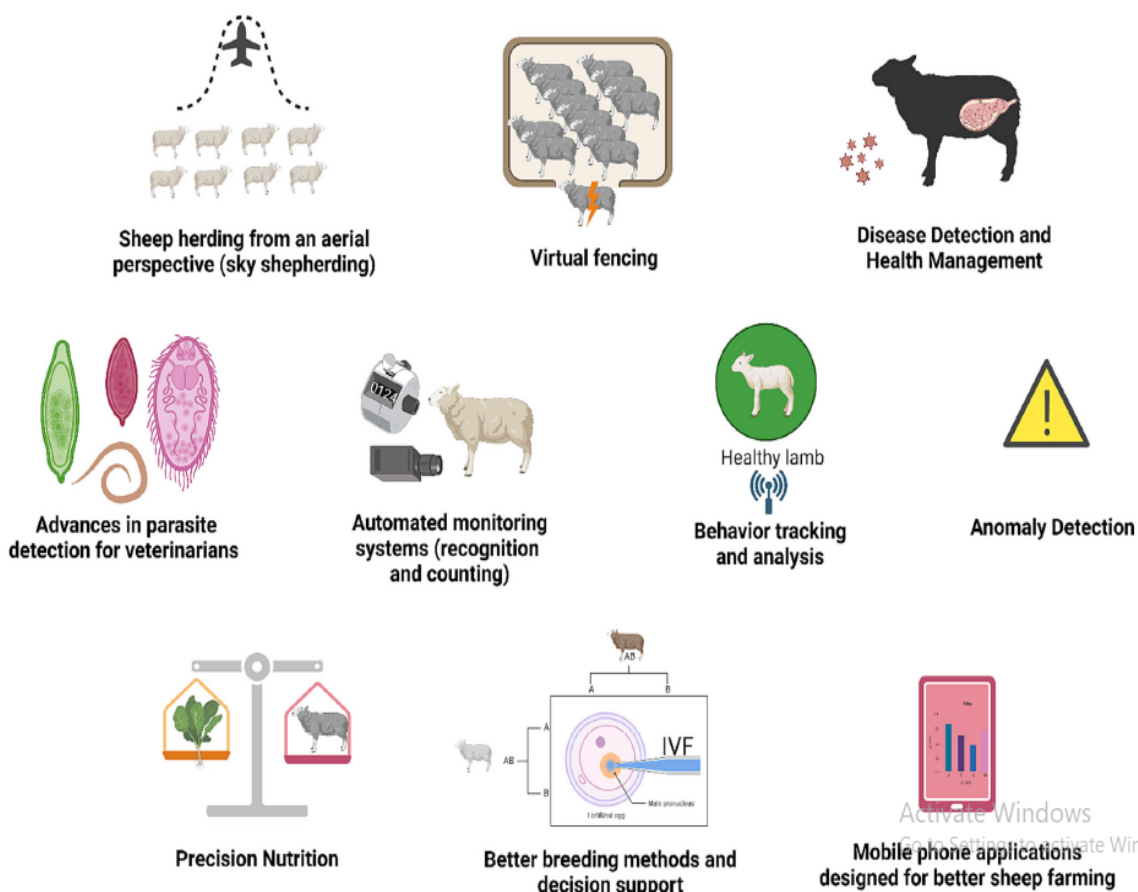 Sheep herding from an aerial
perspective (sky shepherding)
Virtual fencing
Disease Detection and
Health Management
0124
Healthy lamb
Advances in parasite
detection for veterinarians
Automated monitoring
systems (recognition
and counting)
Behavior tracking
and analysis
Anomaly Detection
AB
A
B
A
AB
B
IVF
Male pronucleus
Fertilized egg
Precision Nutrition
Better breeding methods and
decision support
Activate Windows
Go to Settings to activate Win
Mobile phone applications
designed for better sheep farming